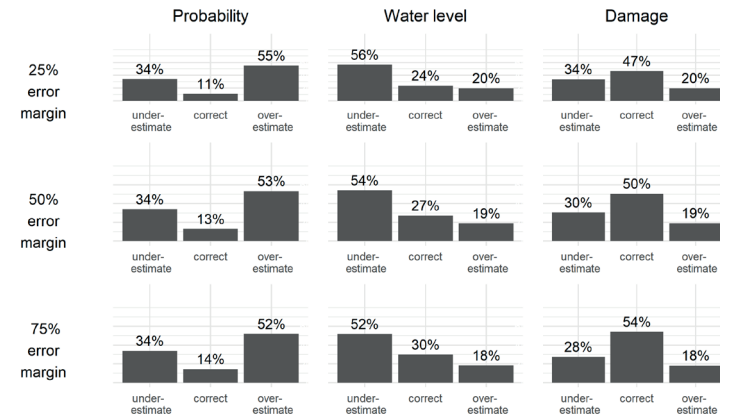 Probability Water level Damage
25%
error
margin
34% 11% 55%
under-
estimate correct over-
estimate
56% 24% 20%
under-
estimate correct over-
estimate
34% 47% 20%
under-
estimate correct over-
estimate
50%
error
margin
34% 13% 53%
under-
estimate correct over-
estimate
54% 27% 19%
under-
estimate correct over-
estimate
30% 50% 19%
under-
estimate correct over-
estimate
75%
error
margin
34% 14% 52%
under-
estimate correct over-
estimate
52% 30% 18%
under-
estimate correct over-
estimate
28% 54% 18%
under-
estimate correct over-
estimate